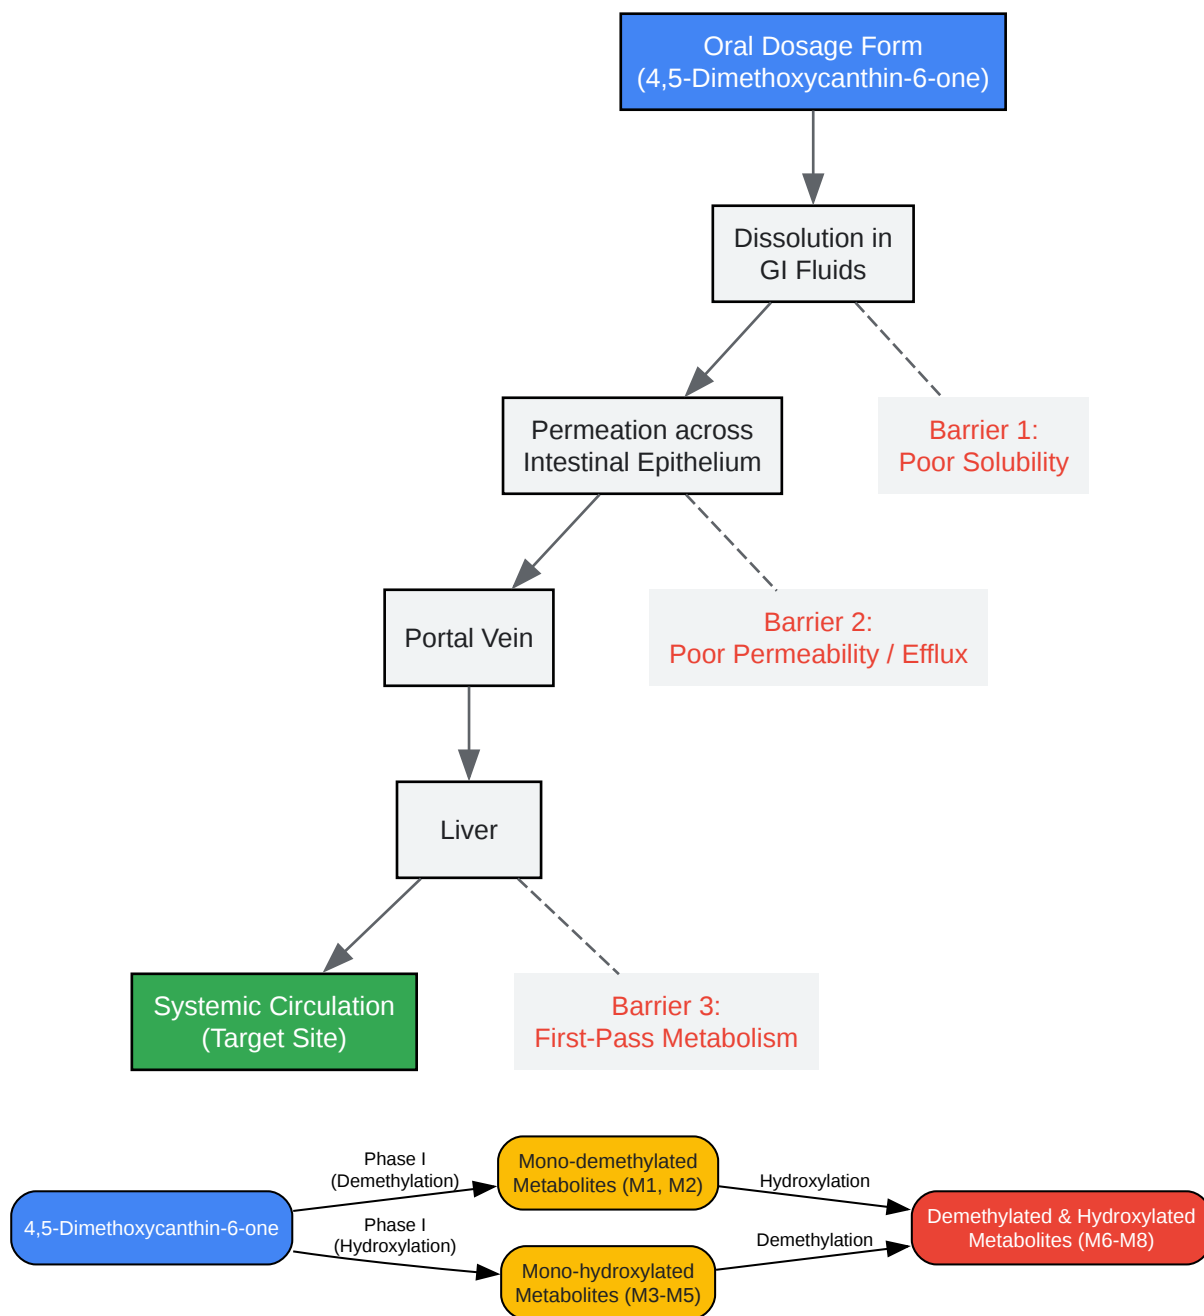 Oral Dosage Form
(4,5-Dimethoxycanthin-6-one)
Dissolution in
GI Fluids
Permeation across
Intestinal Epithelium
Barrier 1:
Poor Solubility
Portal Vein
Barrier 2:
Poor Permeability / Efflux
Liver
Systemic Circulation
(Target Site)
Barrier 3:
First-Pass Metabolism
4,5-Dimethoxycanthin-6-one
Phase I
(Demethylation)
Phase I
(Hydroxylation)
Mono-demethylated
Metabolites (M1, M2)
Mono-hydroxylated
Metabolites (M3-M5)
Hydroxylation
Demethylation
Demethylated & Hydroxylated
Metabolites (M6-M8)